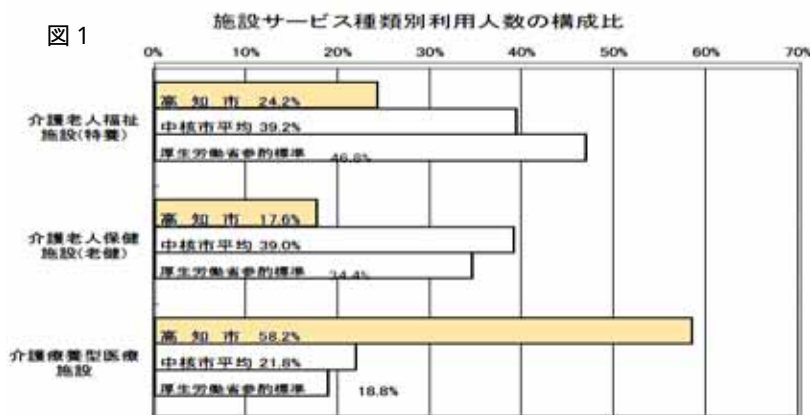 施設サービス種類別利用人数の構成比
図1
0% 10% 20% 30% 40% 50% 60% 70%
介護老人福祉
施設(特養)
高 知 市 24.2%
中核市平均 39.2%
厚生労働省参酌標準 46.8%
介護老人保健
施設(老健)
高 知 市 17.6%
中核市平均 39.0%
厚生労働省参酌標準 34.4%
介護療養型医療
施設
高 知 市 58.2%
中核市平均 21.8%
厚生労働省参酌標準 18.8%